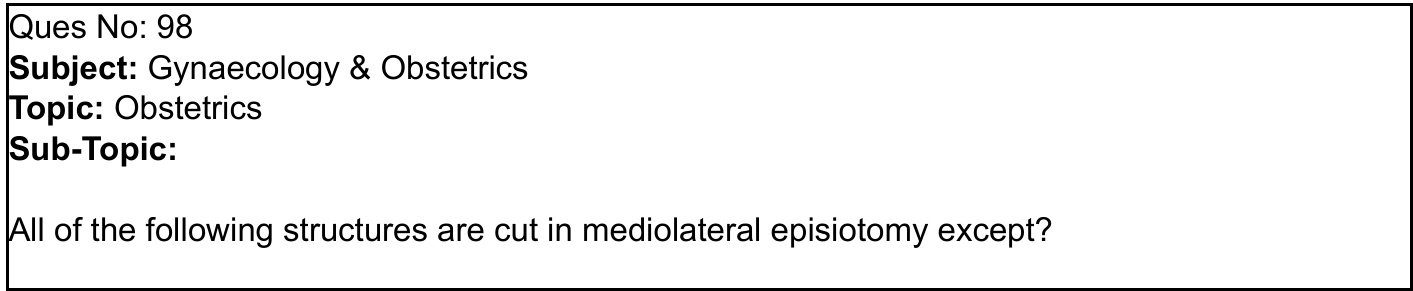 Ques No: 98
Subject: Gynaecology & Obstetrics
Topic: Obstetrics
Sub-Topic:
All of the following structures are cut in mediolateral episiotomy except?